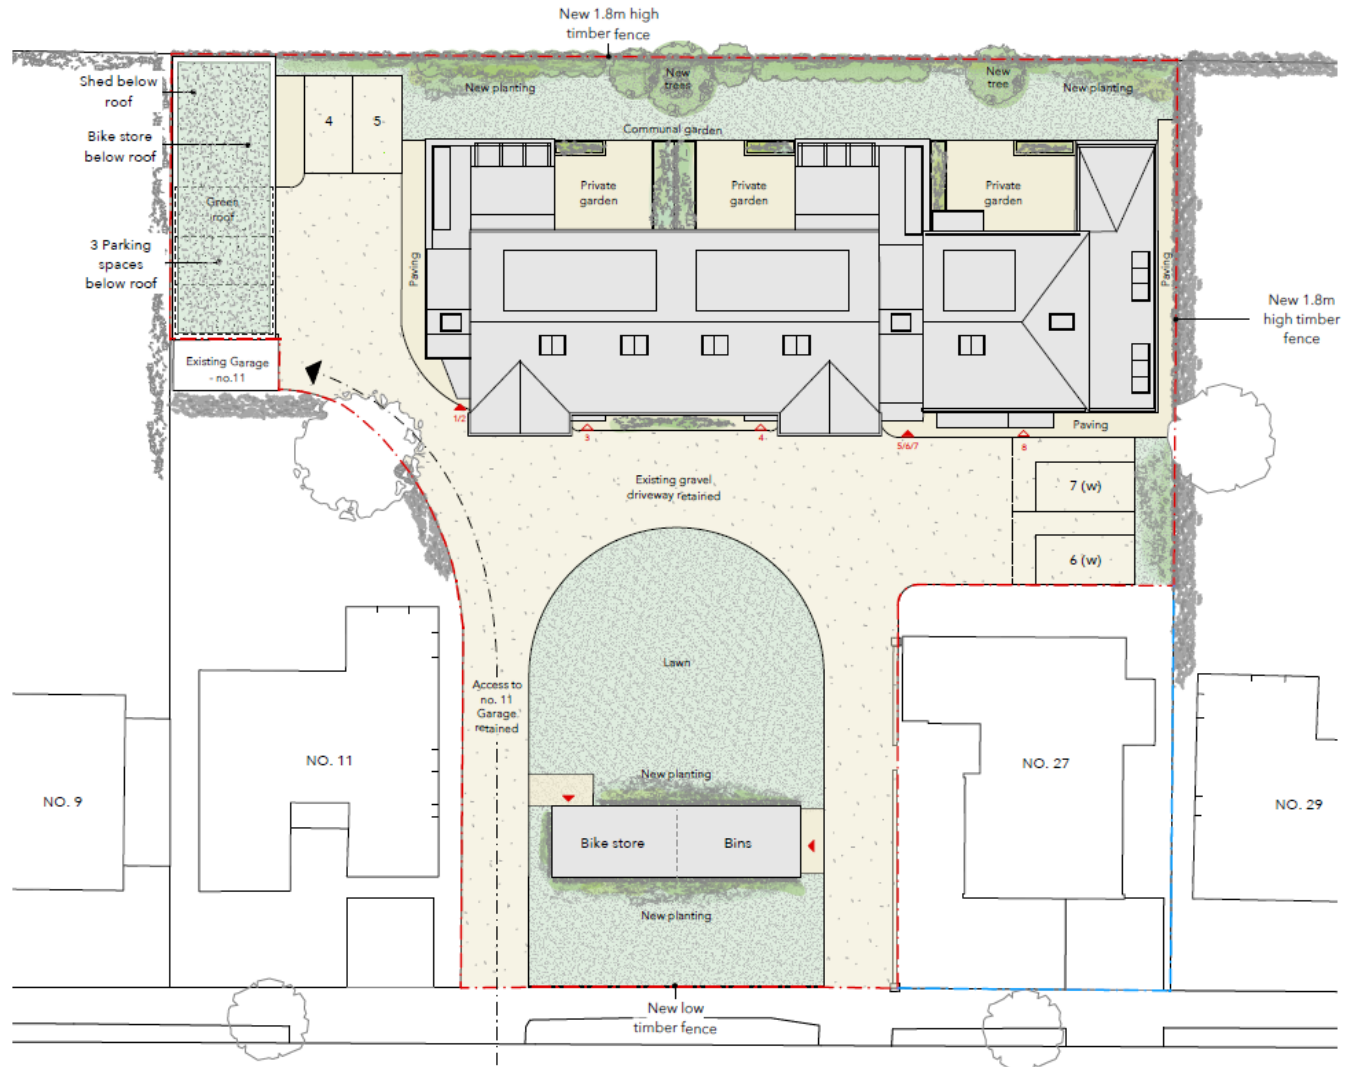 New 1.8m high
timber fence
Shed below
roof
Bike store
below roof
Green
roof
3 Parking
spaces
below roof
4
5
New planting
New
trees
New
tree
New planting
Communal garden
Private
garden
Private
garden
Private
garden
Paving
Paving
New 1.8m
high timber
fence
Existing Garage
- no.11
1/2
3
4
5/6/7
8
Paving
Existing gravel
driveway retained
7 (w)
6 (w)
Lawn
Access to
no. 11
Garage
retained
NO. 9
NO. 11
NO. 27
NO. 29
New planting
Bike store
Bins
New planting
New low
timber fence